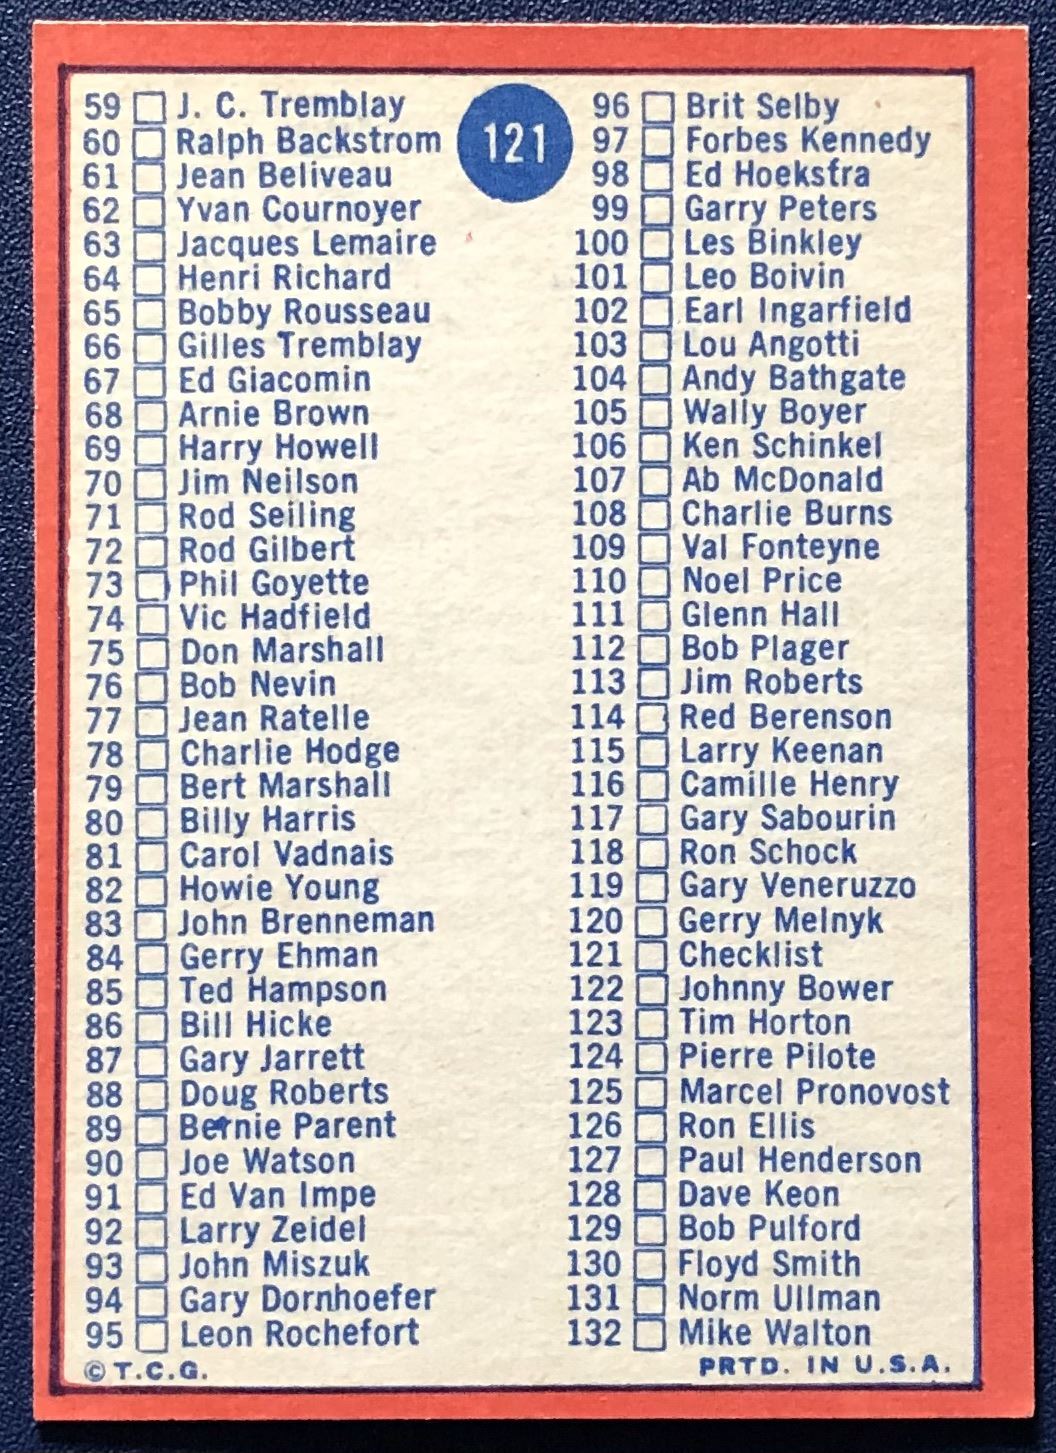 121
59 J. C. Tremblay
60 Ralph Backstrom
61 Jean Beliveau
62 Yvan Cournoyer
63 Jacques Lemaire
64 Henri Richard
65 Bobby Rousseau
66 Gilles Tremblay
67 Ed Giacomin
68 Arnie Brown
69 Harry Howell
70 Jim Neilson
71 Rod Seiling
72 Rod Gilbert
73 Phil Goyette
74 Vic Hadfield
75 Don Marshall
76 Bob Nevin
77 Jean Ratelle
78 Charlie Hodge
79 Bert Marshall
80 Billy Harris
81 Carol Vadnais
82 Howie Young
83 John Brenneman
84 Gerry Ehman
85 Ted Hampson
86 Bill Hicke
87 Gary Jarrett
88 Doug Roberts
89 Bernie Parent
90 Joe Watson
91 Ed Van Impe
92 Larry Zeidel
93 John Miszuk
94 Gary Dornhoefer
95 Leon Rochefort
96 Brit Selby
97 Forbes Kennedy
98 Ed Hoekstra
99 Garry Peters
100 Les Binkley
101 Leo Boivin
102 Earl Ingarfield
103 Lou Angotti
104 Andy Bathgate
105 Wally Boyer
106 Ken Schinkel
107 Ab McDonald
108 Charlie Burns
109 Val Fonteyne
110 Noel Price
111 Glenn Hall
112 Bob Plager
113 Jim Roberts
114 Red Berenson
115 Larry Keenan
116 Camille Henry
117 Gary Sabourin
118 Ron Schock
119 Gary Veneruzzo
120 Gerry Melnyk
121 Checklist
122 Johnny Bower
123 Tim Horton
124 Pierre Pilote
125 Marcel Pronovost
126 Ron Ellis
127 Paul Henderson
128 Dave Keon
129 Bob Pulford
130 Floyd Smith
131 Norm Ullman
132 Mike Walton
© T.C.G.
PRTD. IN U.S.A.